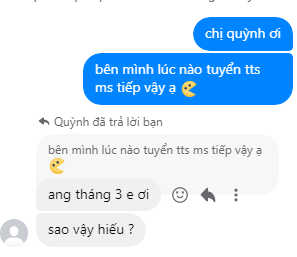 chị quỳnh ơi
bên mình lúc nào tuyển tts
ms tiếp vậy ạ
Quỳnh đã trả lời bạn
bên mình lúc nào tuyển tts ms tiếp vậy ạ
ang tháng 3 e ơi
sao vậy hiếu ?